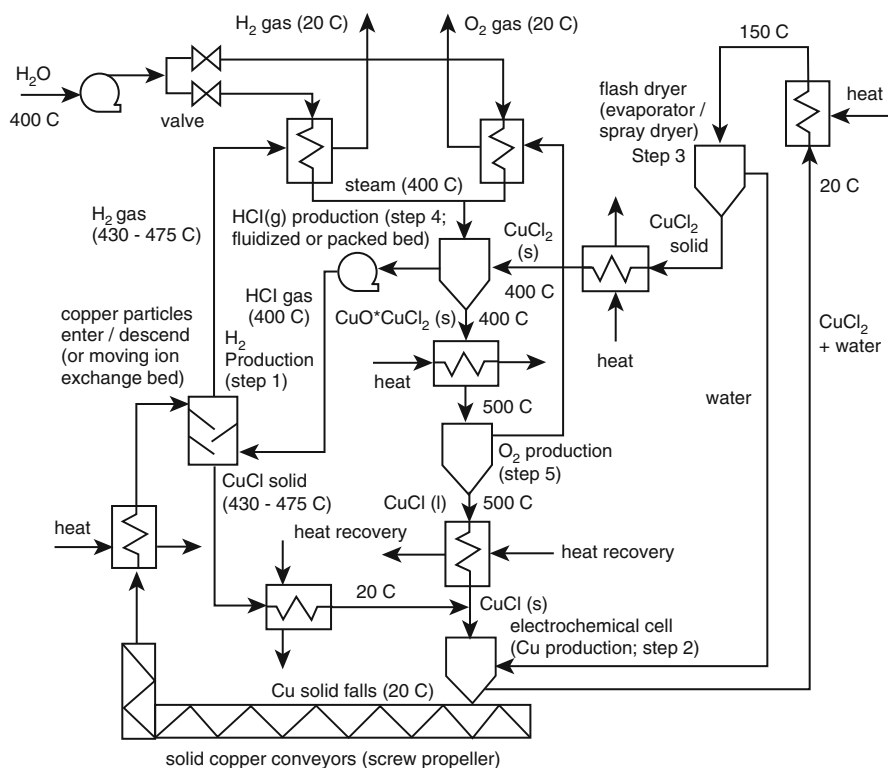 H2 gas (20 C)
O2 gas (20 C)
150 C
H2O
400 C
valve
flash dryer
(evaporator /
spray dryer)
Step 3
heat
20 C
steam (400 C)
H2 gas
(430 - 475 C)
HCl(g) production (step 4;
fluidized or packed bed)
CuCl2
(s)
400 C
CuCl2
solid
heat
HCl gas
(400 C)
CuO*CuCl2 (s)
400 C
copper particles
enter / descend
(or moving ion
exchange bed)
H2
Production
(step 1)
heat
500 C
CuCl2
+ water
water
O2 production
(step 5)
CuCl solid
(430 - 475 C)
CuCl (l)
500 C
heat
heat recovery
heat recovery
20 C
CuCl (s)
electrochemical cell
(Cu production; step 2)
Cu solid falls (20 C)
solid copper conveyors (screw propeller)